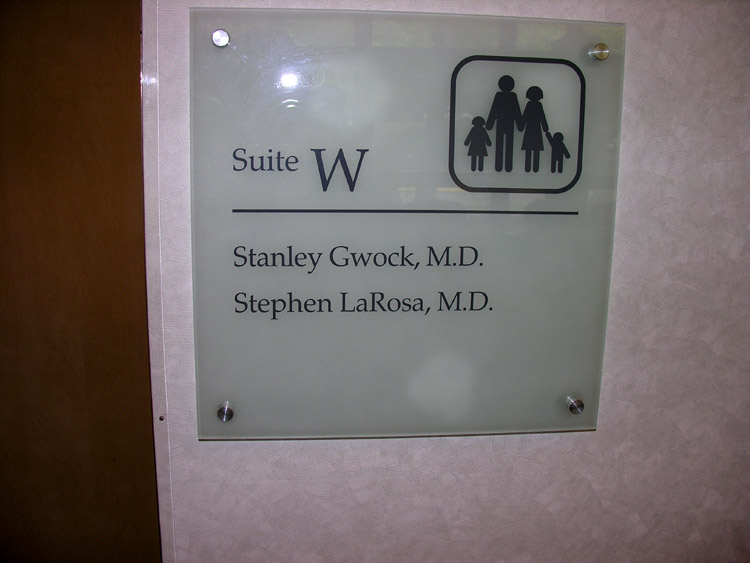 Suite W
Stanley Gwock, M.D.
Stephen LaRosa, M.D.